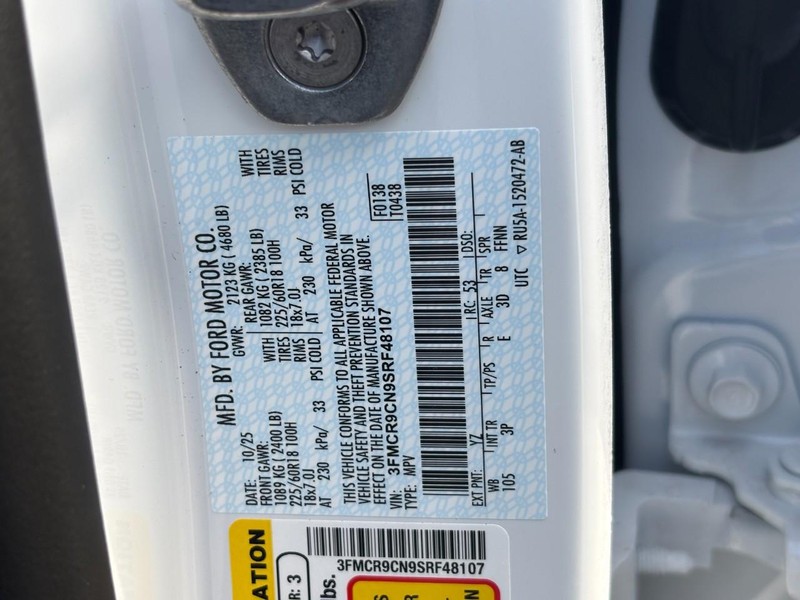 MFD. BY FORD MOTOR CO.
DATE: 10/25 GVWR: 2123 KG ( 4680 LB)
FRONT GAWR: REAR GAWR:
1089 KG ( 2400 LB) WITH 1082 KG ( 2385 LB) WITH
225/60R18 100H TIRES 225/60R18 100H TIRES
18x7.0J RIMS 18x7.0J RIMS
AT 230 kPa/ 33 PSI COLD AT 230 kPa/ 33 PSI COLD
THIS VEHICLE CONFORMS TO ALL APPLICABLE FEDERAL MOTOR
VEHICLE SAFETY AND THEFT PREVENTION STANDARDS IN
EFFECT ON THE DATE OF MANUFACTURE SHOWN ABOVE.
VIN: 3FMCR9CN9SRF48107 F0138
TYPE: MPV T0438
EXT PNT: YZ RC: 53 DSO:
WB INT TR TP/PS R AXLE TR SPR
105 3P E 3D 8 FFNN
UTC ▽ RU5A-1520472-AB
ATION
R: 3
lbs.
3FMCR9CN9SRF48107